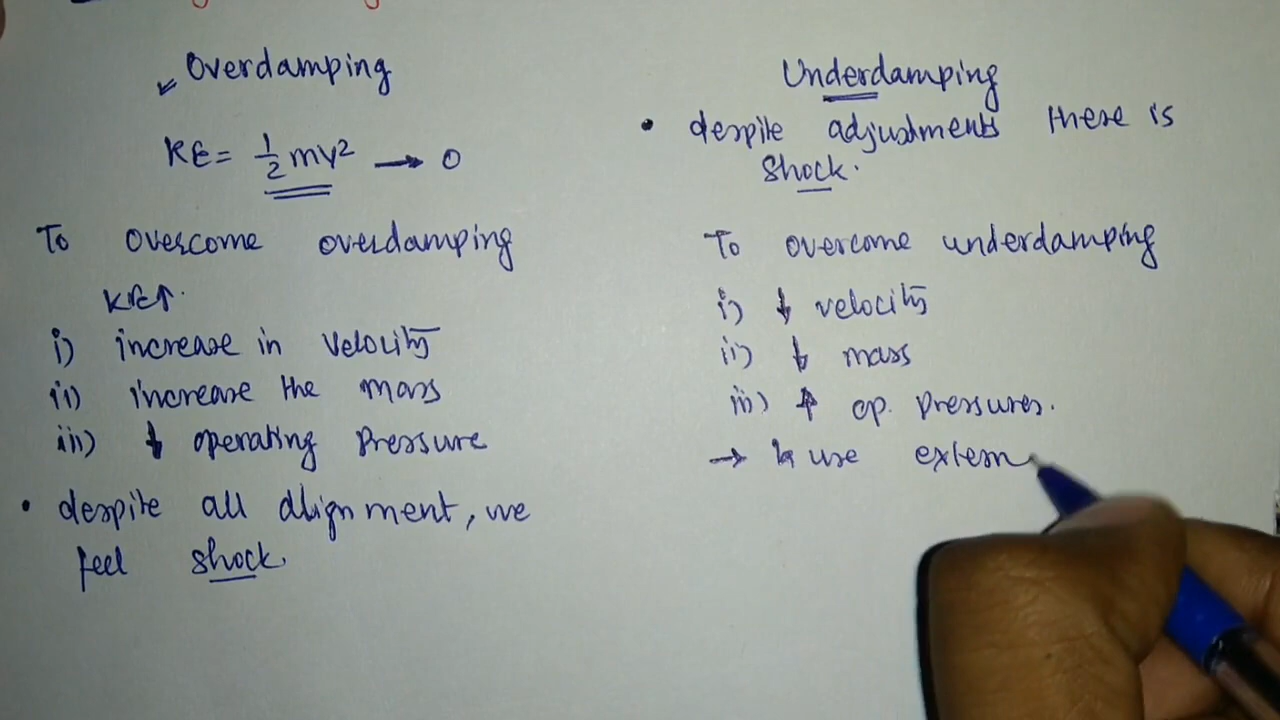 Overdamping
KE = 1/2 mv² → 0
To overcome overdamping
KE↑.
i) increase in velocity
ii) increase the mass
iii) ↓ operating pressure
• despite all alignment, we
feel shock.
Underdamping
• despite adjustments there is
shock.
To overcome underdamping
i) ↓ velocity
ii) ↓ mass
iii) ↑ op. pressures.
→ use extern